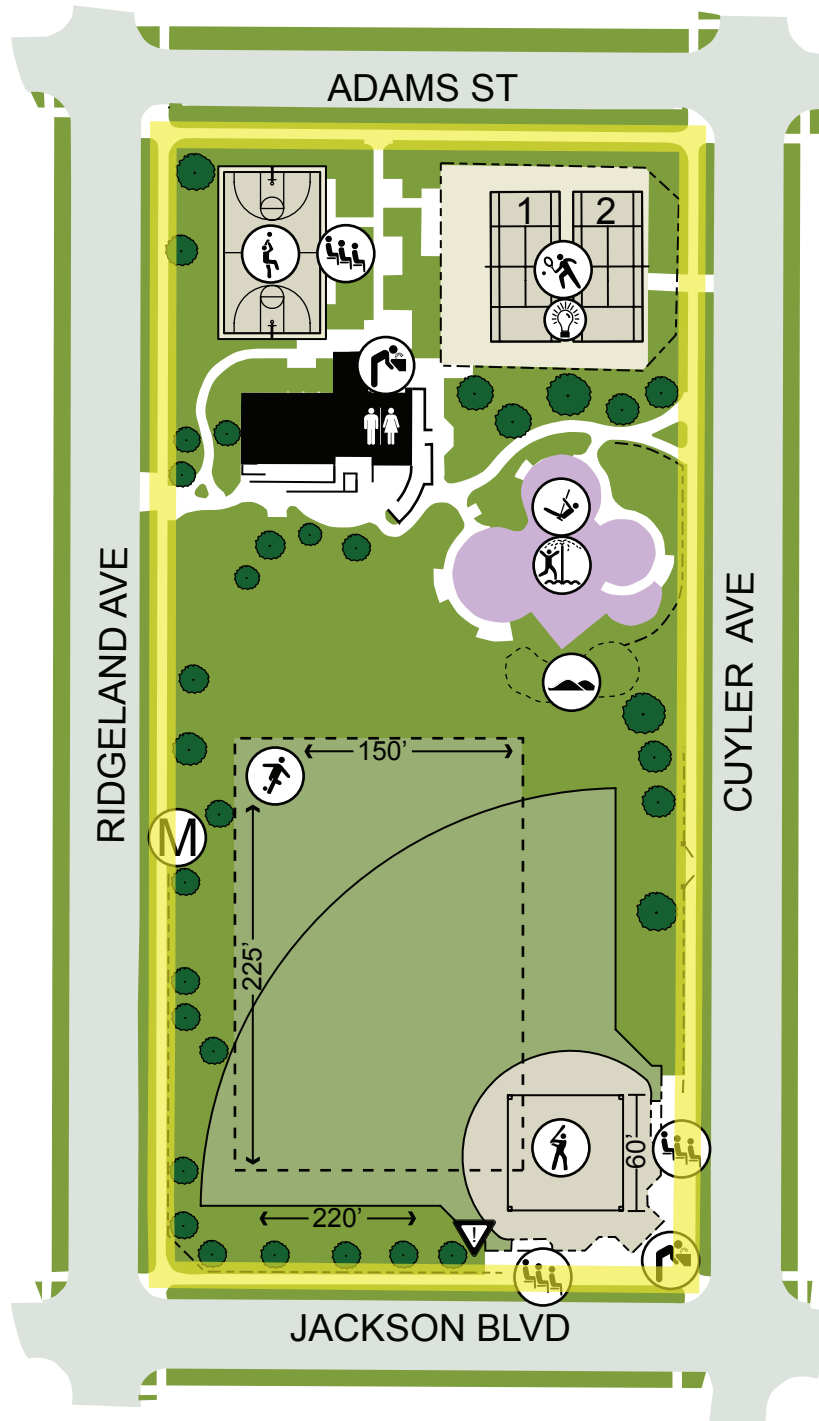 ADAMS ST
1 2
RIDGELAND AVE
CUYLER AVE
150'
M
225'
60'
220'
!
JACKSON BLVD